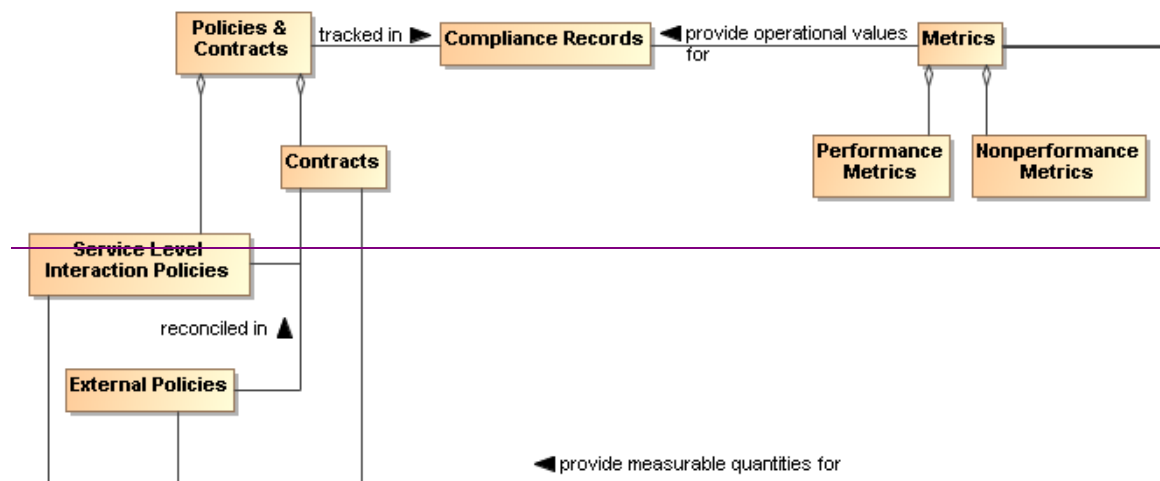 Policies &
Contracts
tracked in
Compliance Records
provide operational values
for
Metrics
Contracts
Performance
Metrics
Nonperformance
Metrics
Service Level
Interaction Policies
reconciled in
External Policies
provide measurable quantities for